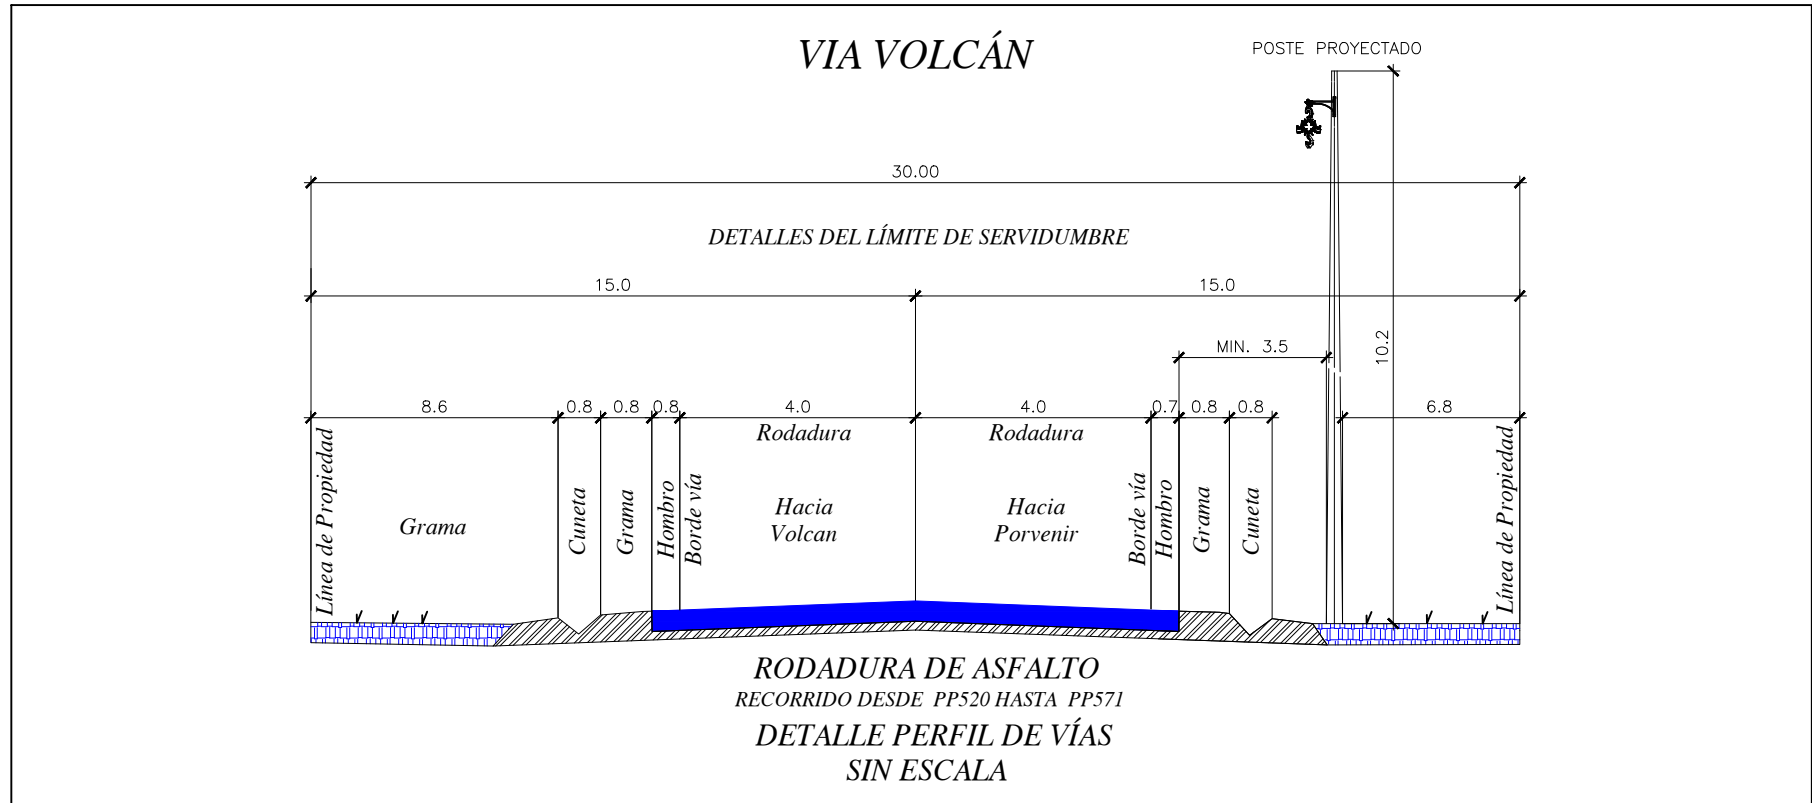 VIA VOLCÁN
POSTE PROYECTADO
30.00
DETALLES DEL LÍMITE DE SERVIDUMBRE
15.0
15.0
MIN. 3.5
10.2
8.6
0.8
0.8
0.8
4.0
4.0
0.7
0.8
0.8
6.8
Línea de Propiedad
Grama
Cuneta
Grama
Hombro
Borde vía
Rodadura
Hacia
Volcan
Rodadura
Hacia
Porvenir
Borde vía
Hombro
Grama
Cuneta
Línea de Propiedad
RODADURA DE ASFALTO
RECORRIDO DESDE PP520 HASTA PP571
DETALLE PERFIL DE VÍAS
SIN ESCALA